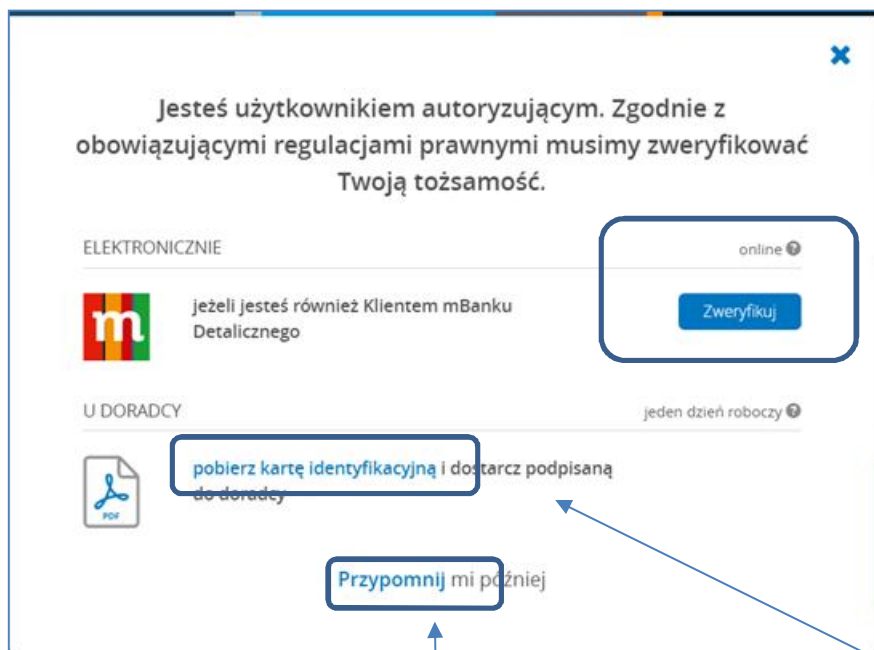 Jesteś użytkownikiem autoryzującym. Zgodnie z
obowiązującymi regulacjami prawnymi musimy zweryfikować
Twoją tożsamość.
ELEKTRONICZNIE online ?
m
jeżeli jesteś również Klientem mBanku
Detalicznego
Zweryfikuj
U DORADCY jeden dzień roboczy ?
pobierz kartę identyfikacyjną i dostarcz podpisaną
do doradcy
PDF
Przypomnij mi później